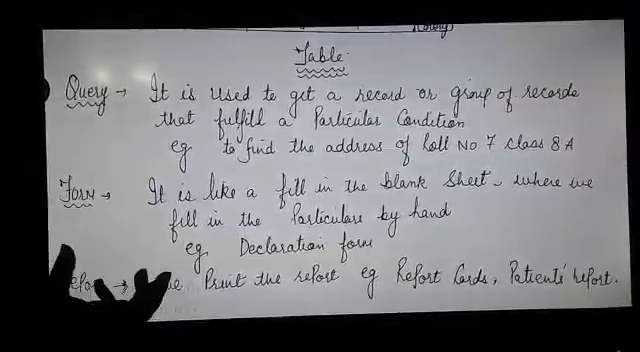 Table
Query → It is used to get a record or group of records
that fulfill a Particular Condition
eg to find the address of Roll No 7 class 8 A
Form → It is like a fill in the blank Sheet, where we
fill in the Particulars by hand
eg Declaration form
→ Print the report eg Report Cards, Patients' report.